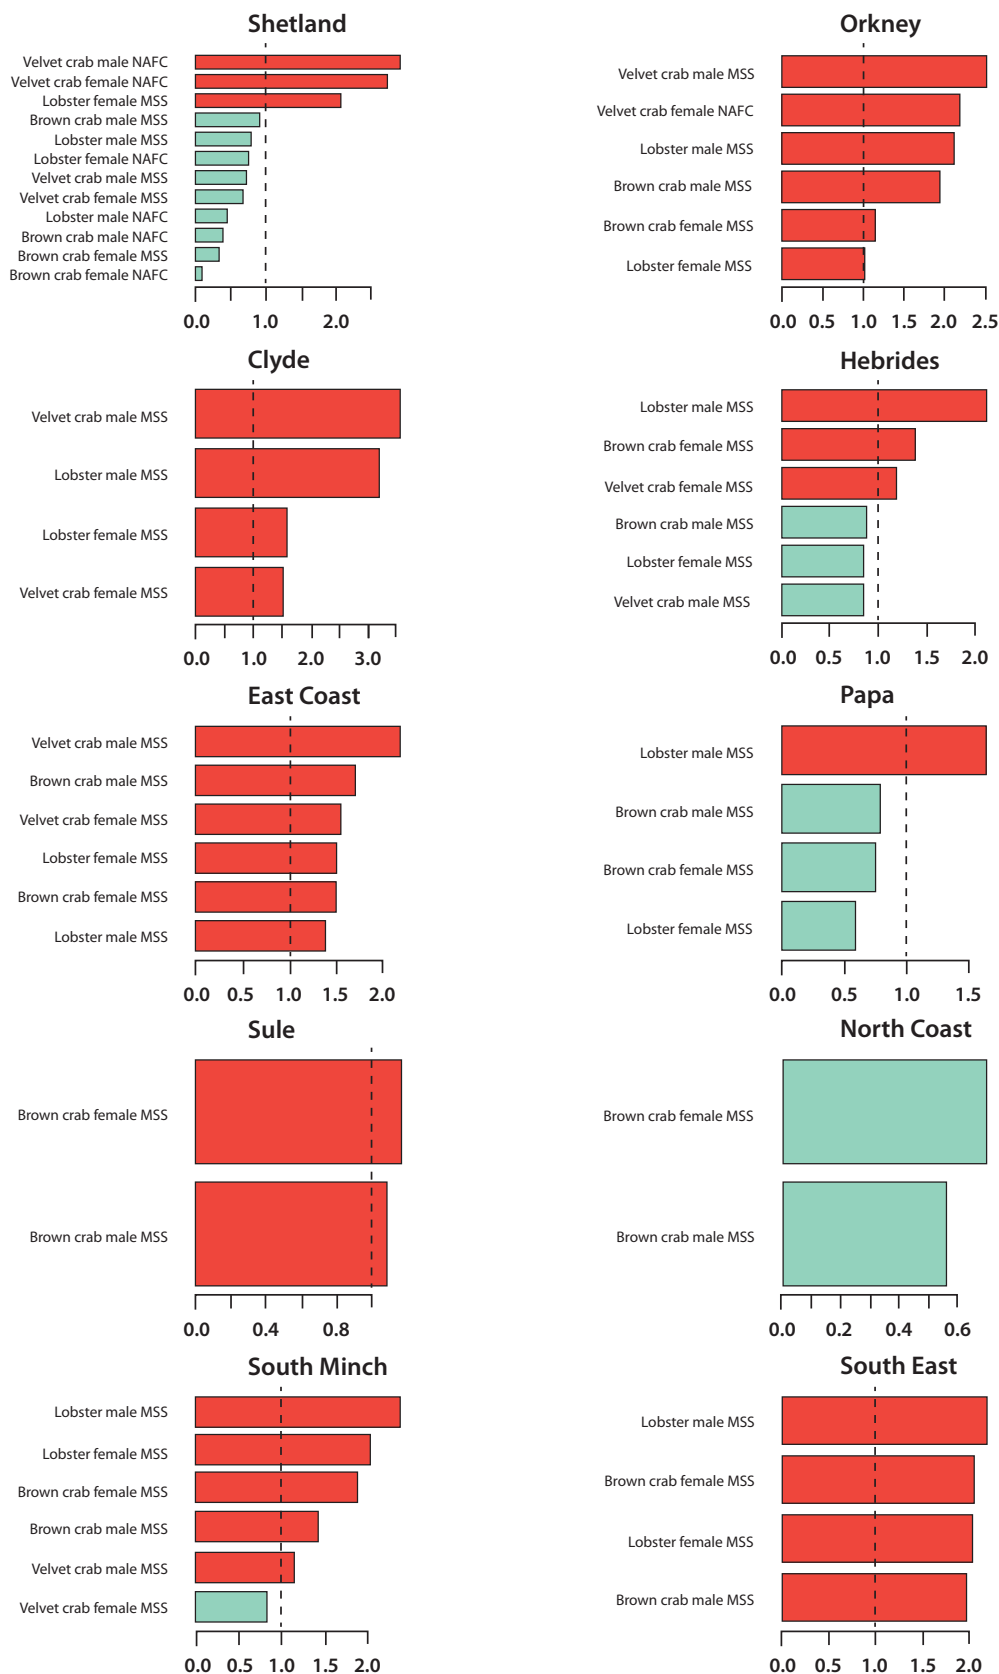 Shetland
Velvet crab male NAFC
Velvet crab female NAFC
Lobster female MSS
Brown crab male MSS
Lobster male MSS
Lobster female NAFC
Velvet crab male MSS
Velvet crab female MSS
Lobster male NAFC
Brown crab male NAFC
Brown crab female MSS
Brown crab female NAFC
0.0 1.0 2.0
Orkney
Velvet crab male MSS
Velvet crab female NAFC
Lobster male MSS
Brown crab male MSS
Brown crab female MSS
Lobster female MSS
0.0 0.5 1.0 1.5 2.0 2.5
Clyde
Velvet crab male MSS
Lobster male MSS
Lobster female MSS
Velvet crab female MSS
0.0 1.0 2.0 3.0
Hebrides
Lobster male MSS
Brown crab female MSS
Velvet crab female MSS
Brown crab male MSS
Lobster female MSS
Velvet crab male MSS
0.0 0.5 1.0 1.5 2.0
East Coast
Velvet crab male MSS
Brown crab male MSS
Velvet crab female MSS
Lobster female MSS
Brown crab female MSS
Lobster male MSS
0.0 0.5 1.0 1.5 2.0
Papa
Lobster male MSS
Brown crab male MSS
Brown crab female MSS
Lobster female MSS
0.0 0.5 1.0 1.5
Sule
Brown crab female MSS
Brown crab male MSS
0.0 0.4 0.8
North Coast
Brown crab female MSS
Brown crab male MSS
0.0 0.2 0.4 0.6
South Minch
Lobster male MSS
Lobster female MSS
Brown crab female MSS
Brown crab male MSS
Velvet crab male MSS
Velvet crab female MSS
0.0 0.5 1.0 1.5 2.0
South East
Lobster male MSS
Brown crab female MSS
Lobster female MSS
Brown crab male MSS
0.0 0.5 1.0 1.5 2.0